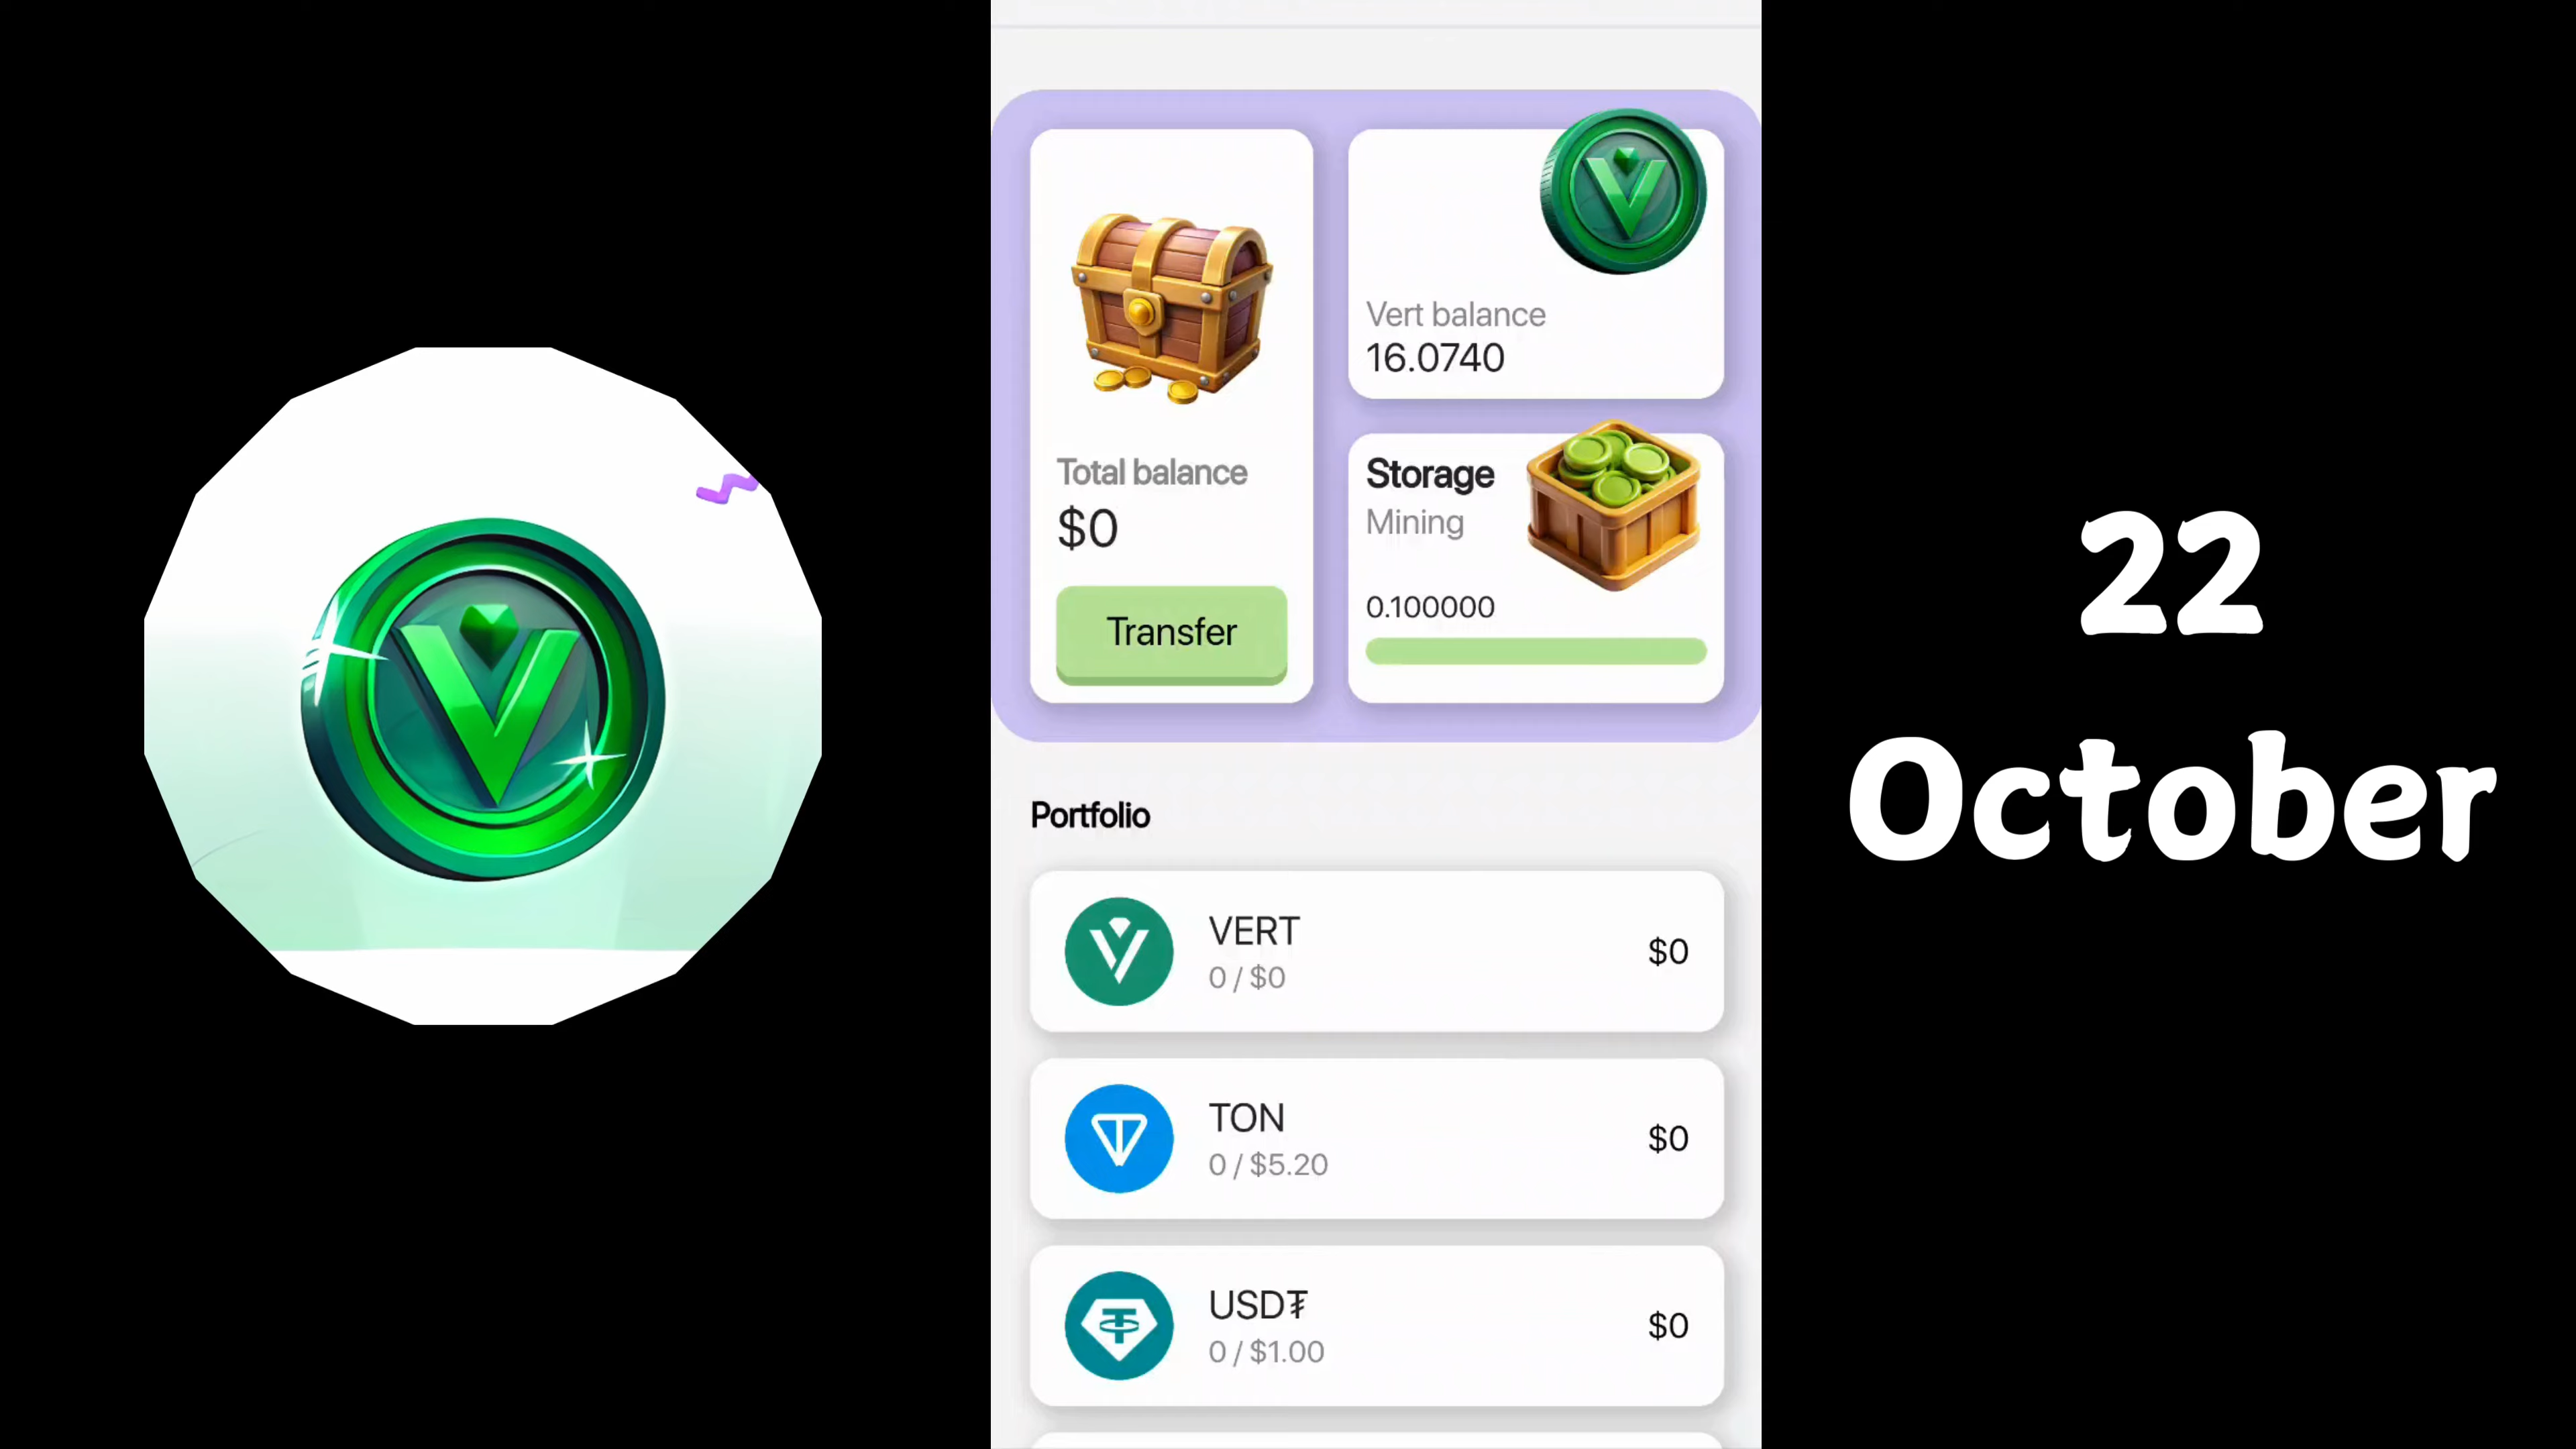 Total balance
$0
Transfer
Vert balance
16.0740
Storage
Mining
0.100000
Portfolio
VERT
0 / $0
$0
TON
0 / $5.20
$0
USD₮
0 / $1.00
$0
22
October